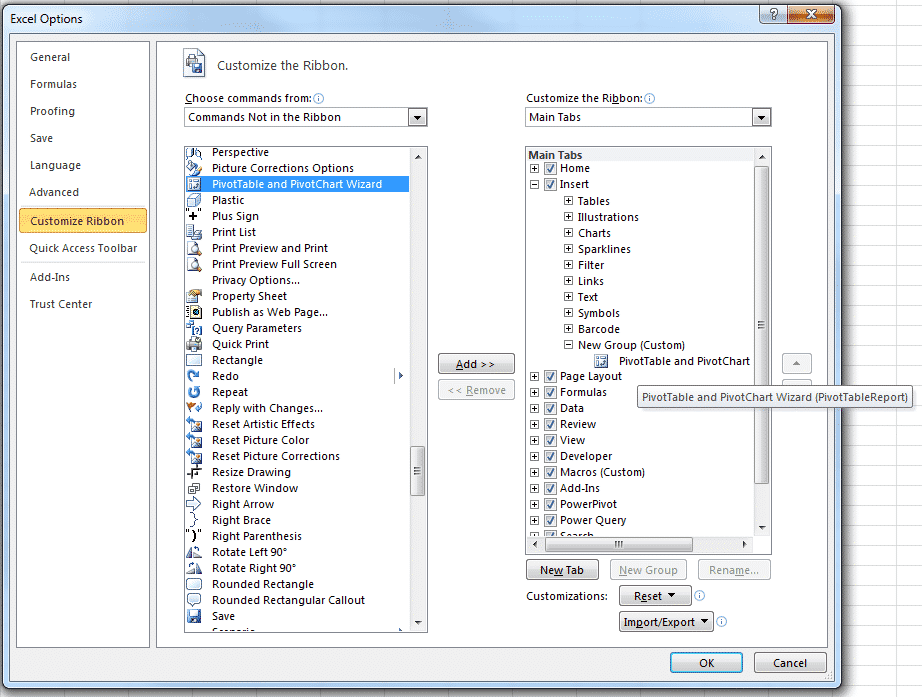 Excel Options
General
Formulas
Proofing
Save
Language
Advanced
Customize Ribbon
Quick Access Toolbar
Add-Ins
Trust Center
Customize the Ribbon.
Choose commands from:
Commands Not in the Ribbon
Perspective
Picture Corrections Options
PivotTable and PivotChart Wizard
Plastic
Plus Sign
Print List
Print Preview and Print
Print Preview Full Screen
Privacy Options...
Property Sheet
Publish as Web Page...
Query Parameters
Quick Print
Rectangle
Redo
Repeat
Reply with Changes...
Reset Artistic Effects
Reset Picture Color
Reset Picture Corrections
Resize Drawing
Restore Window
Right Arrow
Right Brace
Right Parenthesis
Rotate Left 90°
Rotate Right 90°
Rounded Rectangle
Rounded Rectangular Callout
Save
Scenario
Add >>
<< Remove
Customize the Ribbon:
Main Tabs
Main Tabs
Home
Insert
Tables
Illustrations
Charts
Sparklines
Filter
Links
Text
Symbols
Barcode
New Group (Custom)
PivotTable and PivotChart
Page Layout
Formulas
PivotTable and PivotChart Wizard (PivotTableReport)
Data
Review
View
Developer
Macros (Custom)
Add-Ins
PowerPivot
Power Query
Search
New Tab
New Group
Rename...
Customizations:
Reset
Import/Export
OK
Cancel